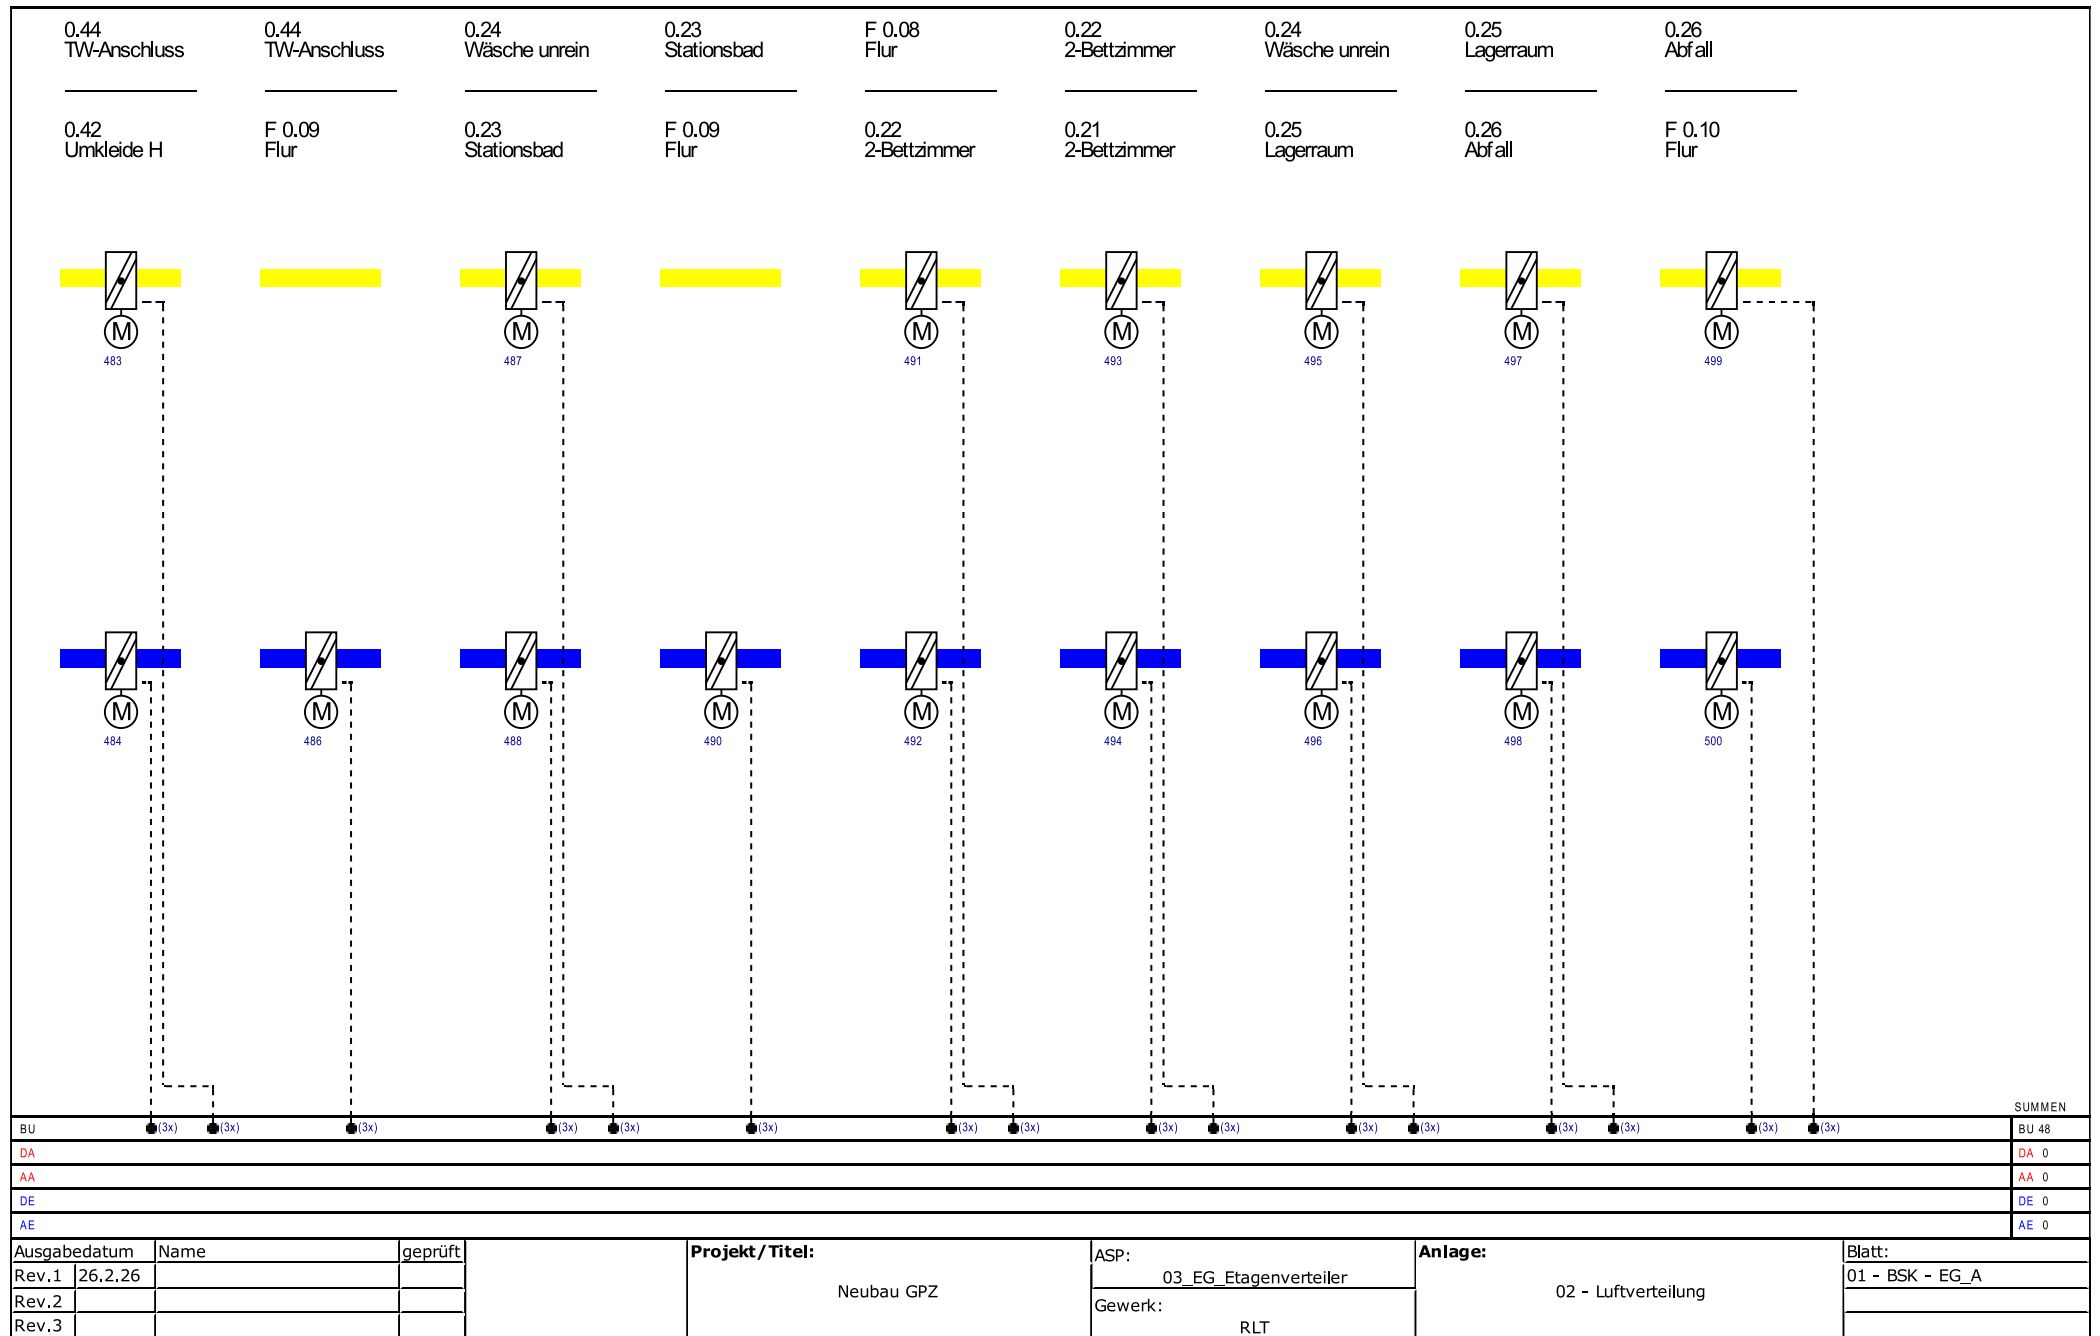 0.44 0.44 0.24 0.23 F 0.08 0.22 0.24 0.25 0.26
TW-Anschluss TW-Anschluss Wäsche unrein Stationsbad Flur 2-Bettzimmer Wäsche unrein Lagerraum Abfall
0.42 F 0.09 0.23 F 0.09 0.22 0.21 0.25 0.26 F 0.10
Umkleide H Flur Stationsbad Flur 2-Bettzimmer 2-Bettzimmer Lagerraum Abfall Flur
M M M M M M M
483 487 491 493 495 497 499
M M M M M M M M M
484 486 488 490 492 494 496 498 500
SUMMEN
BU (3x) (3x) (3x) (3x) (3x) (3x) (3x) (3x) (3x) (3x) (3x) (3x) (3x) (3x) (3x) (3x) BU 48
DA DA 0
AA AA 0
DE DE 0
AE AE 0
Ausgabedatum Name geprüft Projekt/Titel: ASP: Anlage: Blatt:
Rev.1 26.2.26 03_EG_Etagenverteiler 01 - BSK - EG_A
Neubau GPZ 02 - Luftverteilung
Rev.2 Gewerk:
Rev.3 RLT